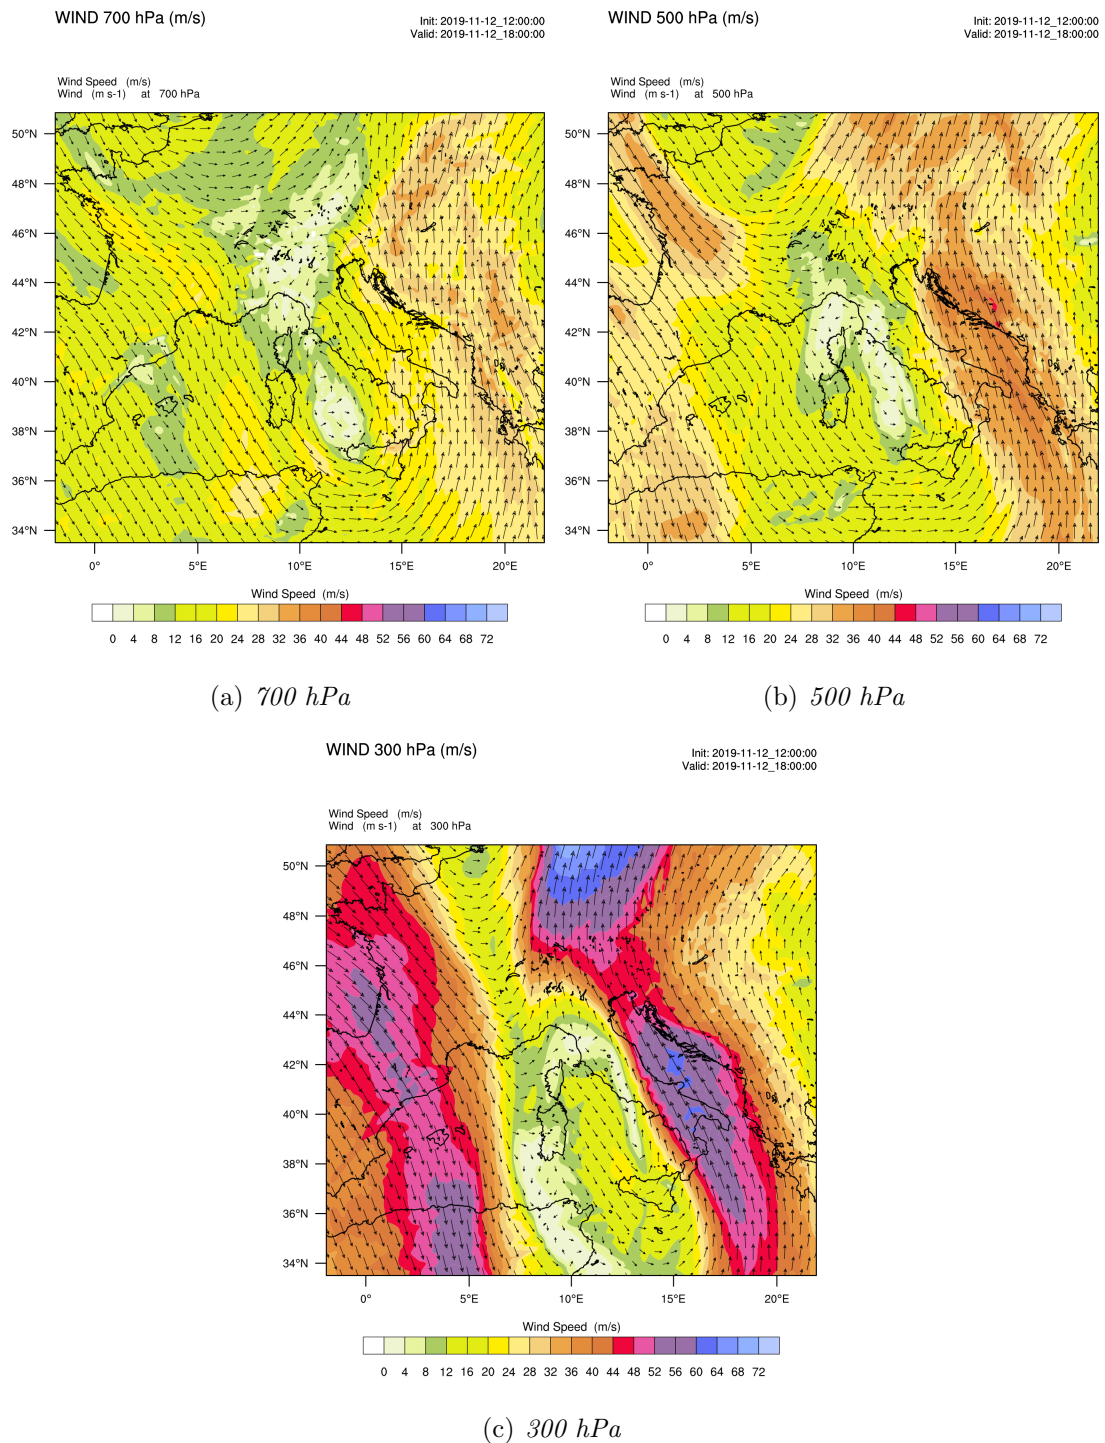 WIND 700 hPa (m/s)
Init: 2019-11-12_12:00:00
Valid: 2019-11-12_18:00:00
Wind Speed (m/s)
Wind (m s-1) at 700 hPa
50°N
48°N
46°N
44°N
42°N
40°N
38°N
36°N
34°N
0° 5°E 10°E 15°E 20°E
Wind Speed (m/s)
0 4 8 12 16 20 24 28 32 36 40 44 48 52 56 60 64 68 72
(a) 700 hPa
WIND 500 hPa (m/s)
Init: 2019-11-12_12:00:00
Valid: 2019-11-12_18:00:00
Wind Speed (m/s)
Wind (m s-1) at 500 hPa
50°N
48°N
46°N
44°N
42°N
40°N
38°N
36°N
34°N
0° 5°E 10°E 15°E 20°E
Wind Speed (m/s)
0 4 8 12 16 20 24 28 32 36 40 44 48 52 56 60 64 68 72
(b) 500 hPa
WIND 300 hPa (m/s)
Init: 2019-11-12_12:00:00
Valid: 2019-11-12_18:00:00
Wind Speed (m/s)
Wind (m s-1) at 300 hPa
50°N
48°N
46°N
44°N
42°N
40°N
38°N
36°N
34°N
0° 5°E 10°E 15°E 20°E
Wind Speed (m/s)
0 4 8 12 16 20 24 28 32 36 40 44 48 52 56 60 64 68 72
(c) 300 hPa